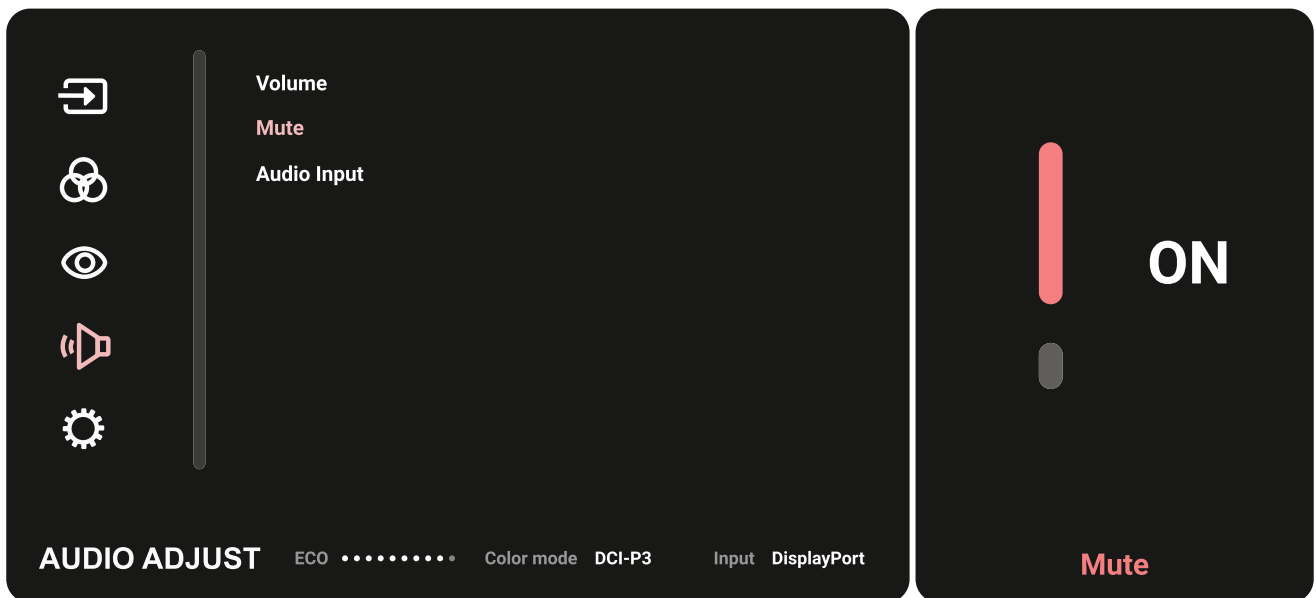 Volume
Mute
Audio Input
AUDIO ADJUST ECO Color mode DCI-P3 Input DisplayPort
ON
Mute